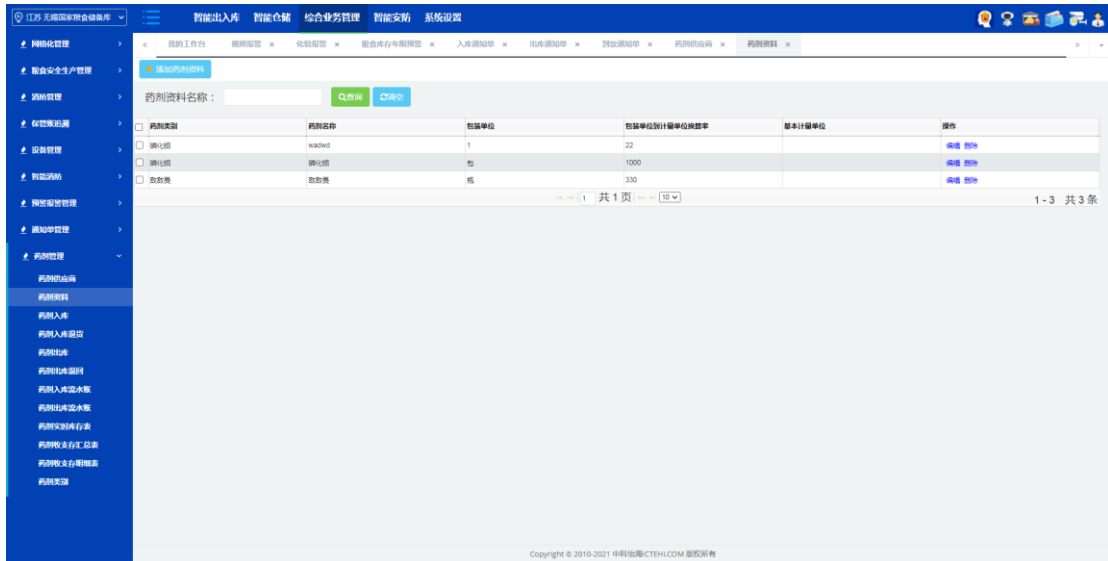 江苏 无锡国家粮食储备库
智能出入库 智能仓储 综合业务管理 智能安防 系统设置
网格化管理
粮食安全生产管理
消防管理
保管账追溯
设备管理
智能消防
预警报警管理
通知单管理
药剂管理
药剂供应商
药剂资料
药剂入库
药剂入库退货
药剂出库
药剂出库退回
药剂入库流水账
药剂出库流水账
药剂实时库存表
药剂收支存汇总表
药剂收支存明细表
药剂类别
« 我的工作台 视频报警 × 化验报警 × 粮食库存年限预警 × 入库通知单 × 出库通知单 × 到款通知单 × 药剂供应商 × 药剂资料 × »
添加药剂资料
药剂资料名称： 查询 清空
药剂类别 药剂名称 包装单位 包装单位到计量单位换算率 基本计量单位 操作
磷化铝 wadwd 1 22 编辑 删除
磷化铝 磷化铝 包 1000 编辑 删除
敌敌畏 敌敌畏 瓶 330 编辑 删除
1 共 1 页 10
1 - 3 共 3 条
Copyright © 2010-2021 中科怡海ICTEHI.COM 版权所有